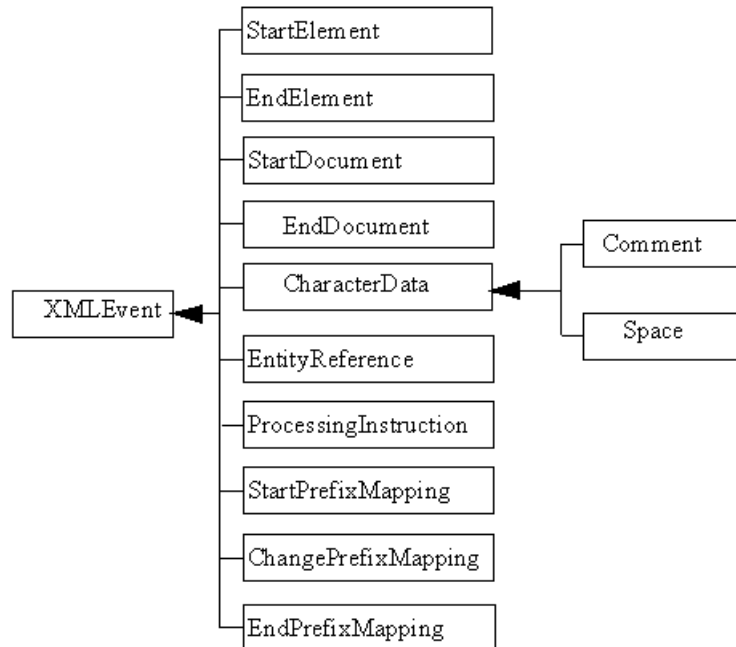 StartElement
EndElement
StartDocument
EndDocument
CharacterData
Comment
Space
XMLEvent
EntityReference
ProcessingInstruction
StartPrefixMapping
ChangePrefixMapping
EndPrefixMapping